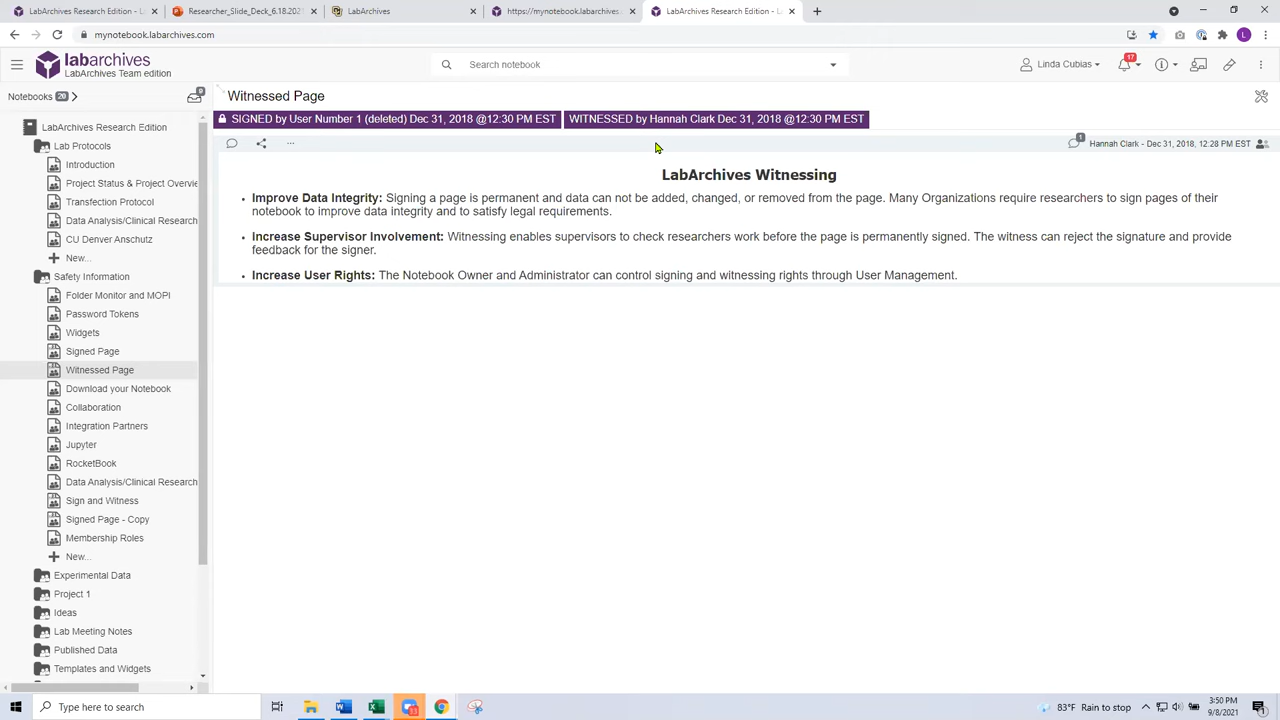 LabArchives Research Edition -
Researcher_Slide_Deck_6.18.202
LabArchives
https://mynotebook.labarchives.
LabArchives Research Edition - L
mynotebook.labarchives.com
L
labarchives
LabArchives Team edition
Search notebook
Linda Cubias
17
Notebooks 20
9
Witnessed Page
SIGNED by User Number 1 (deleted) Dec 31, 2018 @12:30 PM EST
WITNESSED by Hannah Clark Dec 31, 2018 @12:30 PM EST
1
Hannah Clark - Dec 31, 2018, 12:28 PM EST
LabArchives Research Edition
Lab Protocols
Introduction
Project Status & Project Overvie
Transfection Protocol
Data Analysis/Clinical Research
CU Denver Anschutz
New...
Safety Information
Folder Monitor and MOPI
Password Tokens
Widgets
Signed Page
Witnessed Page
Download your Notebook
Collaboration
Integration Partners
Jupyter
RocketBook
Data Analysis/Clinical Research
Sign and Witness
Signed Page - Copy
Membership Roles
New...
Experimental Data
Project 1
Ideas
Lab Meeting Notes
Published Data
Templates and Widgets
LabArchives Witnessing
• Improve Data Integrity: Signing a page is permanent and data can not be added, changed, or removed from the page. Many Organizations require researchers to sign pages of their
notebook to improve data integrity and to satisfy legal requirements.
• Increase Supervisor Involvement: Witnessing enables supervisors to check researchers work before the page is permanently signed. The witness can reject the signature and provide
feedback for the signer.
• Increase User Rights: The Notebook Owner and Administrator can control signing and witnessing rights through User Management.
Type here to search
83°F Rain to stop
3:50 PM
9/8/2021